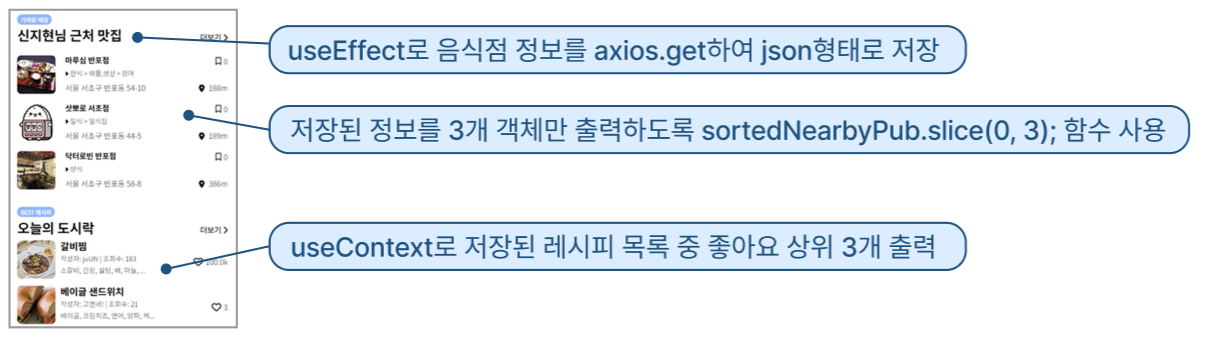 가까운 매장
신지현님 근처 맛집
더보기
useEffect로 음식점 정보를 axios.get하여 json형태로 저장
마루심 반포점
0
한식 > 해물,생선 > 장어
서울 서초구 반포동 54-10
188m
삿뽀로 서초점
0
일식 > 일식집
저장된 정보를 3개 객체만 출력하도록 sortedNearbyPub.slice(0, 3); 함수 사용
서울 서초구 반포동 44-5
189m
닥터로빈 반포점
0
양식
서울 서초구 반포동 58-8
386m
BEST 레시피
오늘의 도시락
더보기
useContext로 저장된 레시피 목록 중 좋아요 상위 3개 출력
갈비찜
작성자: juUN | 조회수: 183
100.0k
소갈비, 간장, 설탕, 배, 마늘, ...
베이글 샌드위치
작성자: 고멘네! | 조회수: 21
3
베이글, 크림치즈, 연어, 양파, 케...